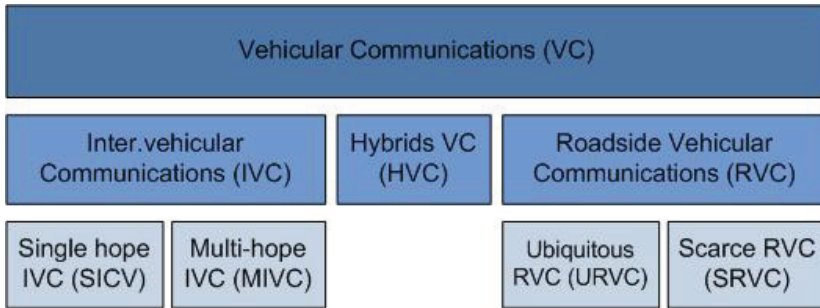 Vehicular Communications (VC)
Inter.vehicular
Communications (IVC)
Hybrids VC
(HVC)
Roadside Vehicular
Communications (RVC)
Single hope
IVC (SICV)
Multi-hope
IVC (MIVC)
Ubiquitous
RVC (URVC)
Scarce RVC
(SRVC)